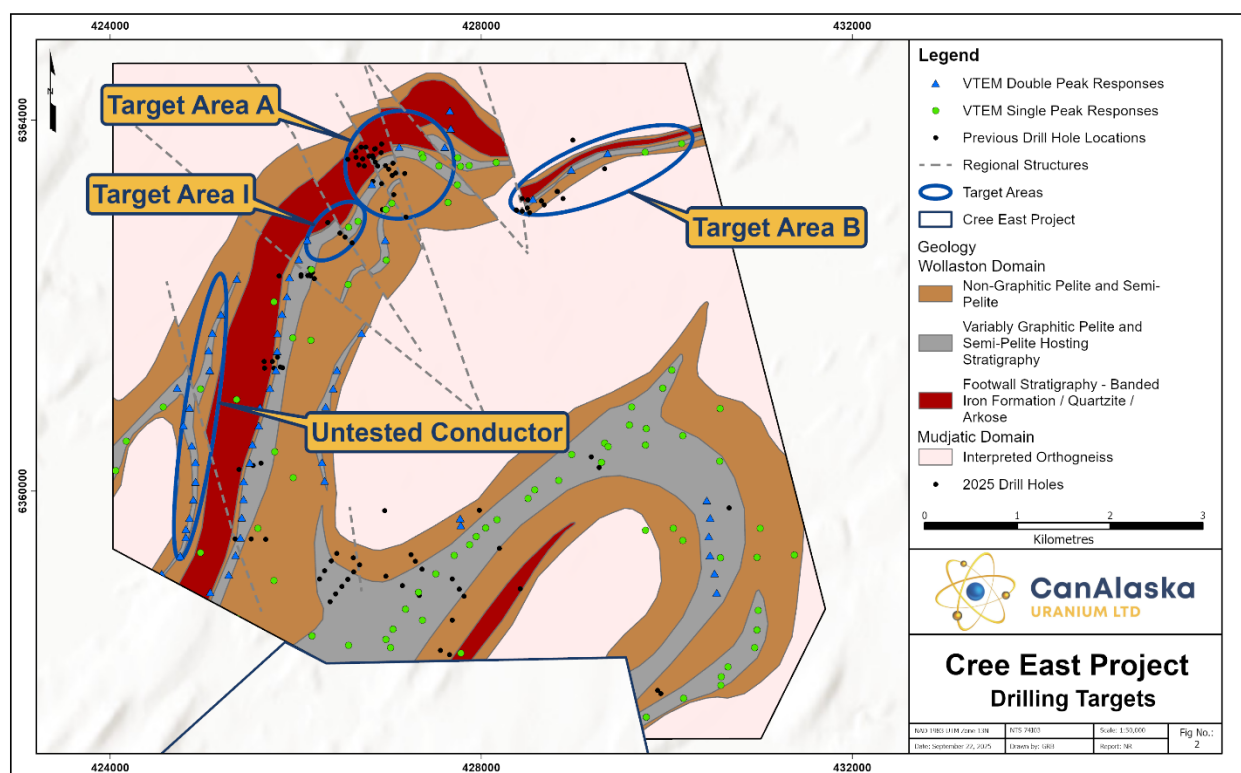 424000
428000
432000
6364000
6360000
N
Target Area A
Target Area I
Target Area B
Untested Conductor
424000
428000
432000
Legend
VTEM Double Peak Responses
VTEM Single Peak Responses
Previous Drill Hole Locations
Regional Structures
Target Areas
Cree East Project
Geology
Wollaston Domain
Non-Graphitic Pelite and Semi-
Pelite
Variably Graphitic Pelite and
Semi-Pelite Hosting
Stratigraphy
Footwall Stratigraphy - Banded
Iron Formation / Quartzite /
Arkose
Mudjatic Domain
Interpreted Orthogneiss
2025 Drill Holes
0 1 2 3
Kilometres
CanAlaska
URANIUM LTD
Cree East Project
Drilling Targets
NAD 1983 UTM Zone 13N
NTS 74I03
Scale: 1:50,000
Fig No.:
2
Date: September 22, 2025
Drawn by: GRB
Report: NR